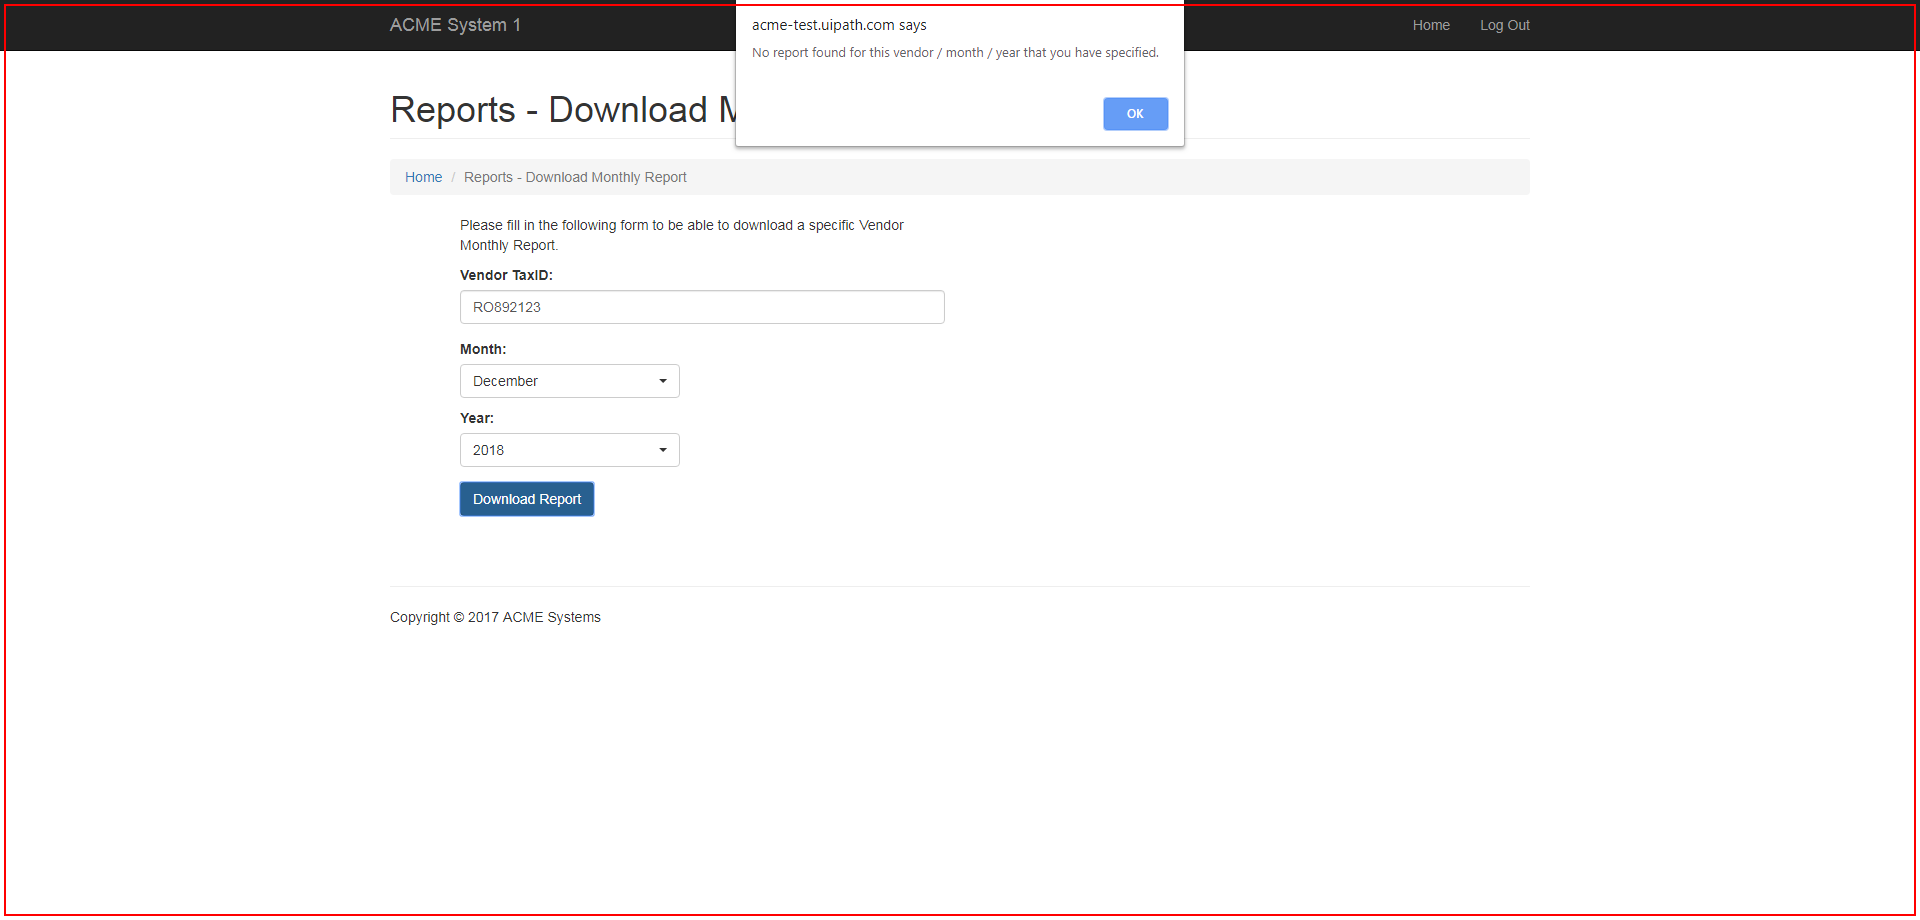 ACME System 1
Home
Log Out
acme-test.uipath.com says
No report found for this vendor / month / year that you have specified.
OK
Reports - Download
Home / Reports - Download Monthly Report
Please fill in the following form to be able to download a specific Vendor
Monthly Report.
Vendor TaxID:
RO892123
Month:
December
Year:
2018
Download Report
Copyright © 2017 ACME Systems